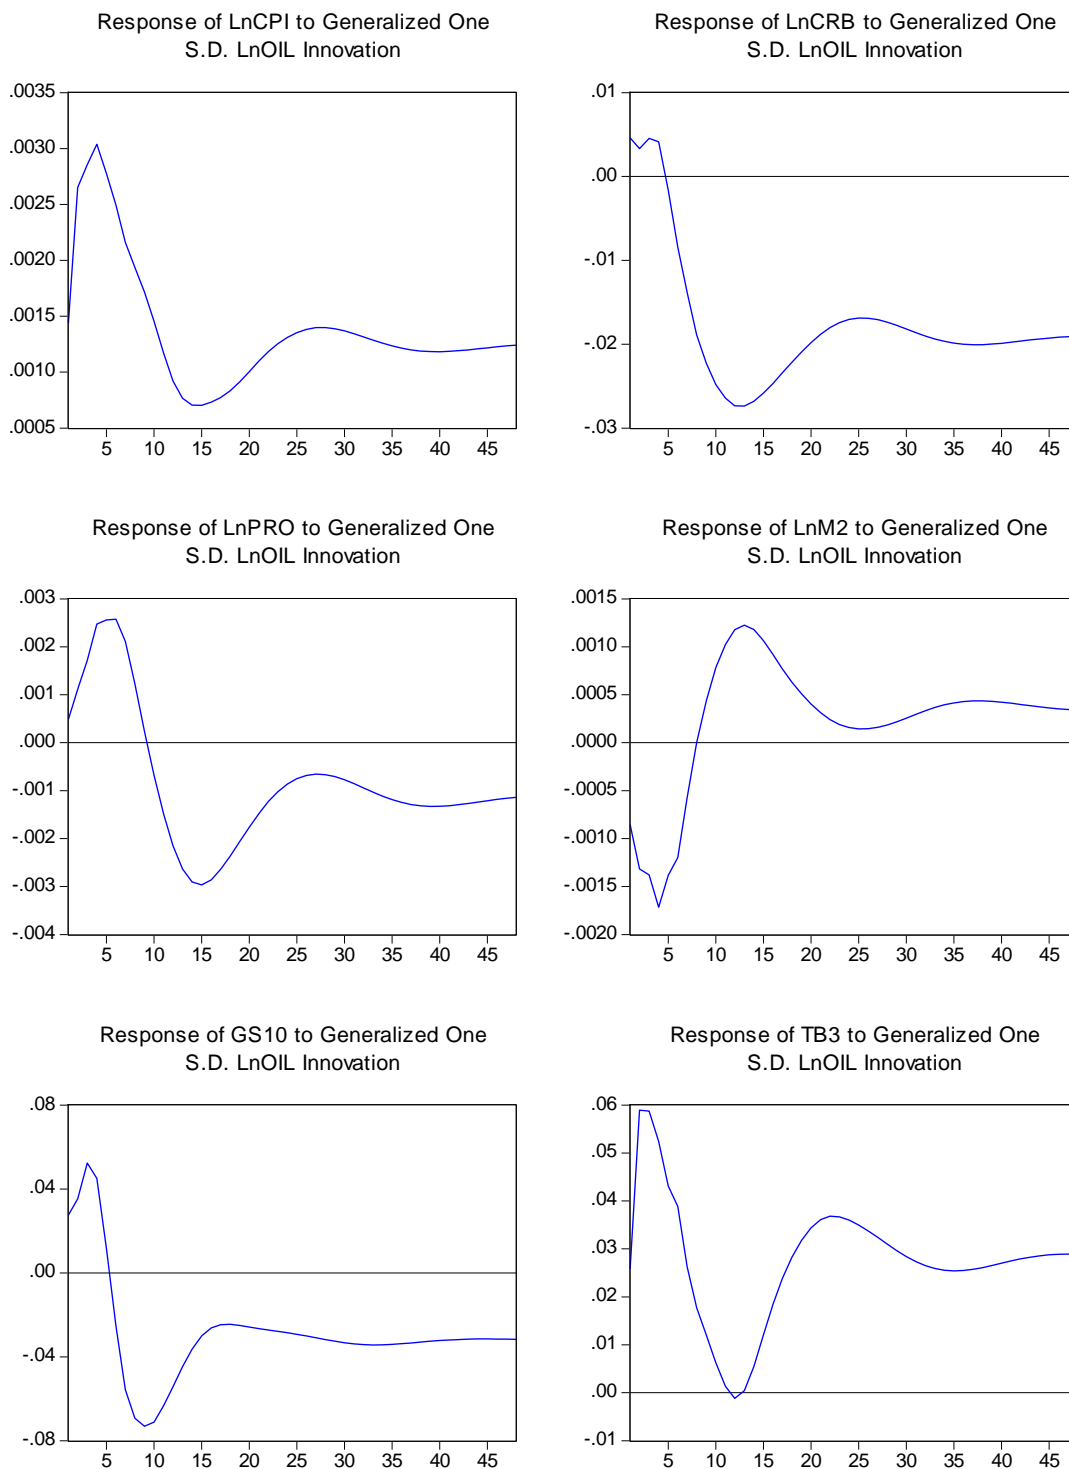 Response of LnCPI to Generalized One
S.D. LnOIL Innovation
.0035
.0030
.0025
.0020
.0015
.0010
.0005
5 10 15 20 25 30 35 40 45
Response of LnCRB to Generalized One
S.D. LnOIL Innovation
.01
.00
-.01
-.02
-.03
5 10 15 20 25 30 35 40 45
Response of LnPRO to Generalized One
S.D. LnOIL Innovation
.003
.002
.001
.000
-.001
-.002
-.003
-.004
5 10 15 20 25 30 35 40 45
Response of LnM2 to Generalized One
S.D. LnOIL Innovation
.0015
.0010
.0005
.0000
-.0005
-.0010
-.0015
-.0020
5 10 15 20 25 30 35 40 45
Response of GS10 to Generalized One
S.D. LnOIL Innovation
.08
.04
.00
-.04
-.08
5 10 15 20 25 30 35 40 45
Response of TB3 to Generalized One
S.D. LnOIL Innovation
.06
.05
.04
.03
.02
.01
.00
-.01
5 10 15 20 25 30 35 40 45